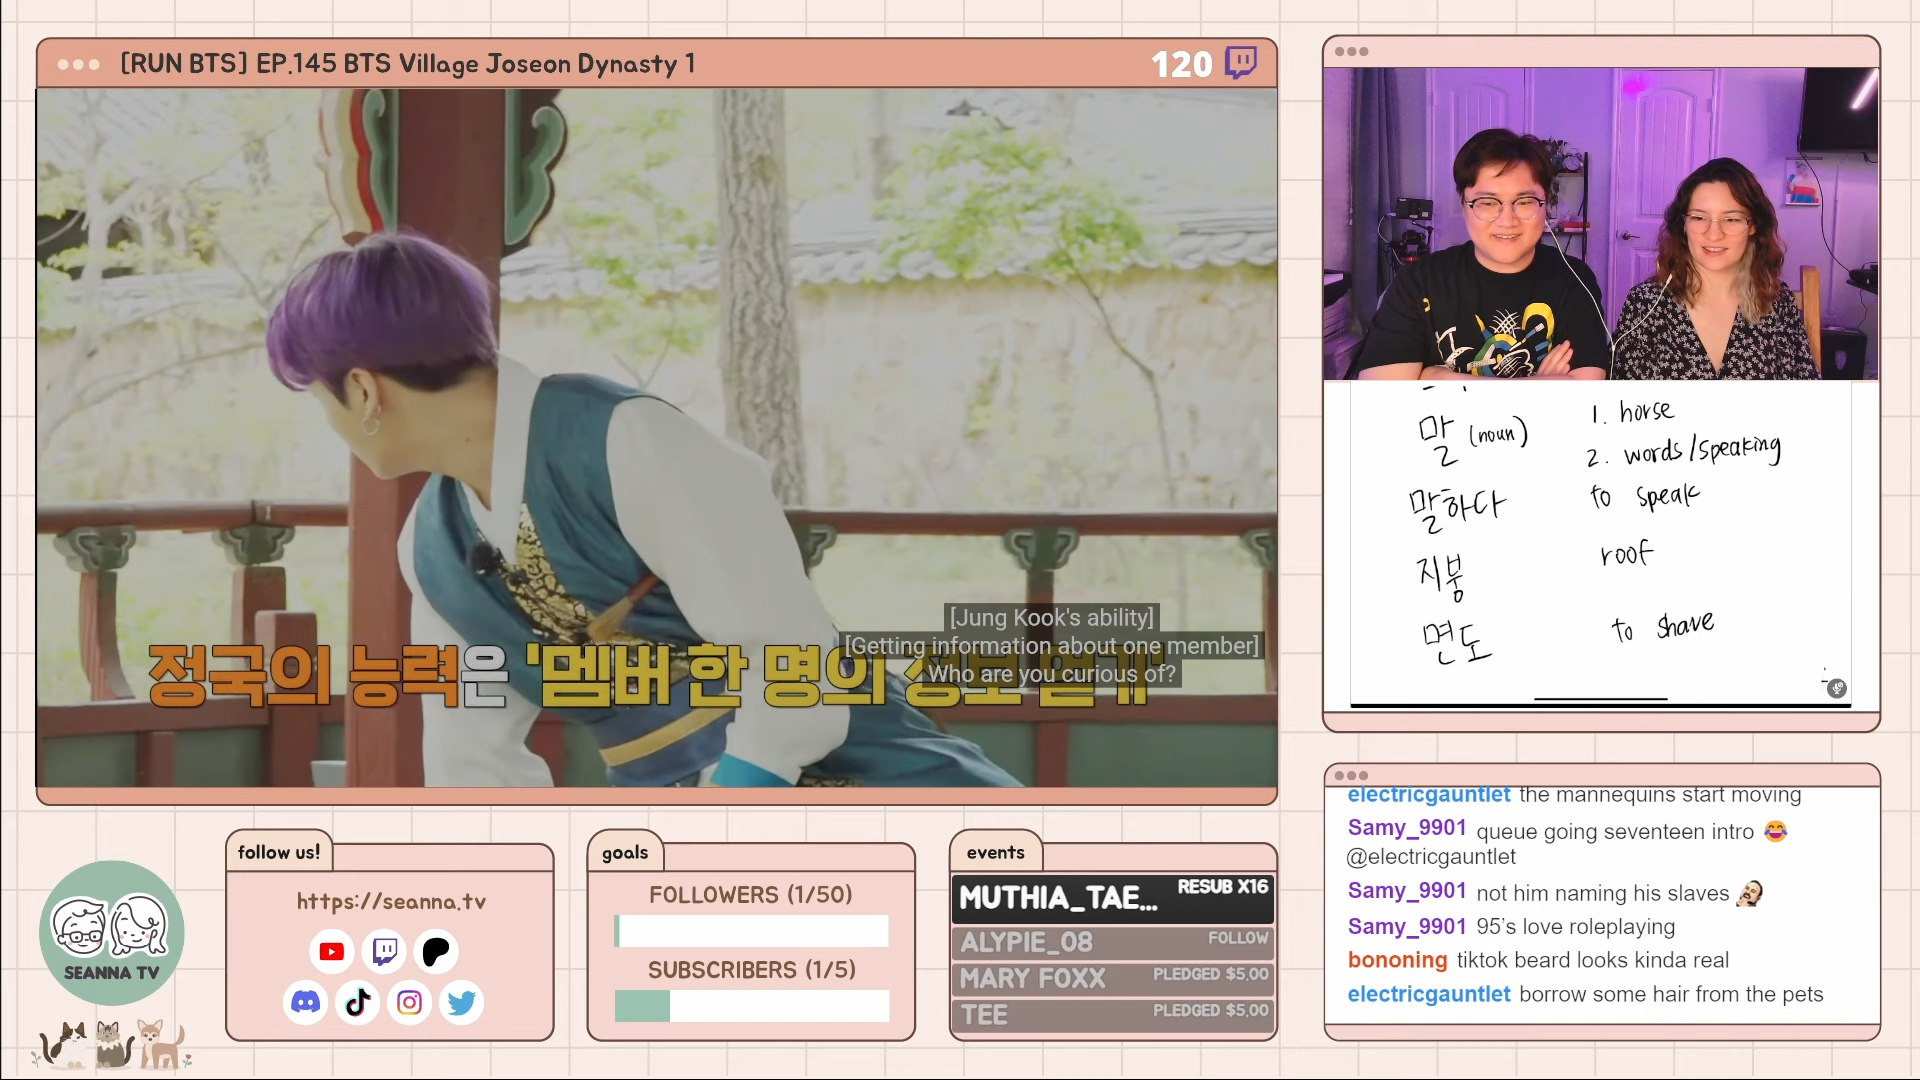 [RUN BTS] EP.145 BTS Village Joseon Dynasty 1
120
[Jung Kook's ability]
[Getting information about one member]
Who are you curious of?
정국의 능력은 '멤버 한 명의 정보 얻기'
말 (noun)
1. horse
2. words/speaking
말하다
to speak
지붕
roof
면도
to shave
electricgauntlet the mannequins start moving
Samy_9901 queue going seventeen intro 😂
@electricgauntlet
Samy_9901 not him naming his slaves
Samy_9901 95's love roleplaying
bononing tiktok beard looks kinda real
electricgauntlet borrow some hair from the pets
SEANNA TV
follow us!
https://seanna.tv
goals
FOLLOWERS (1/50)
SUBSCRIBERS (1/5)
events
MUTHIA_TAE... RESUB X16
ALYPIE_08 FOLLOW
MARY FOXX PLEDGED $5.00
TEE PLEDGED $5.00